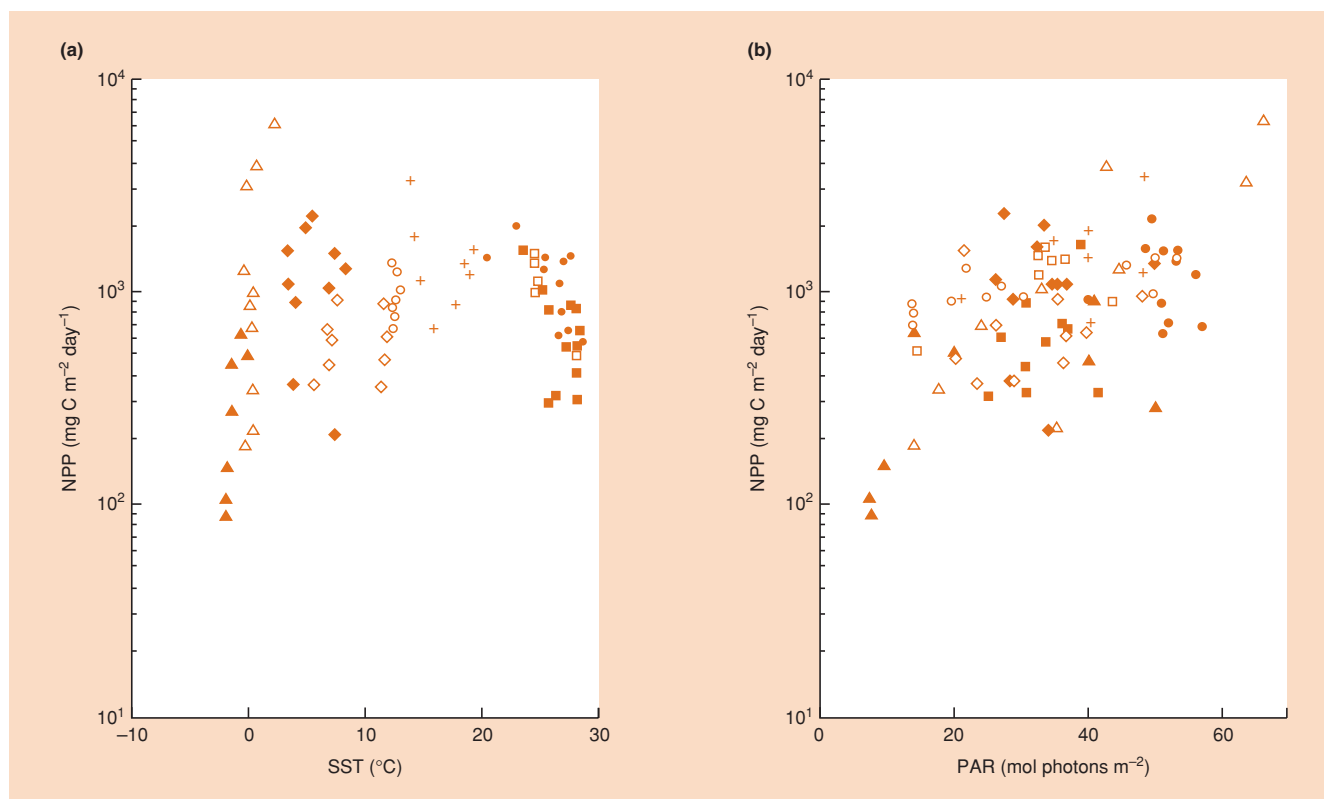 (a)
10⁴
10³
10²
10¹
NPP (mg C m⁻² day⁻¹)
−10 0 10 20 30
SST (°C)
(b)
10⁴
10³
10²
10¹
NPP (mg C m⁻² day⁻¹)
0 20 40 60
PAR (mol photons m⁻²)